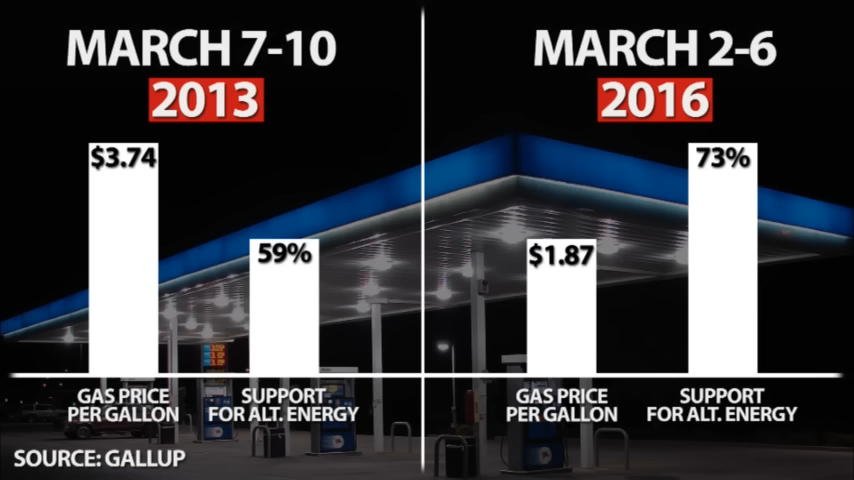 MARCH 7-10
2013
$3.74
59%
GAS PRICE
PER GALLON
SUPPORT
FOR ALT. ENERGY
MARCH 2-6
2016
$1.87
73%
GAS PRICE
PER GALLON
SUPPORT
FOR ALT. ENERGY
SOURCE: GALLUP